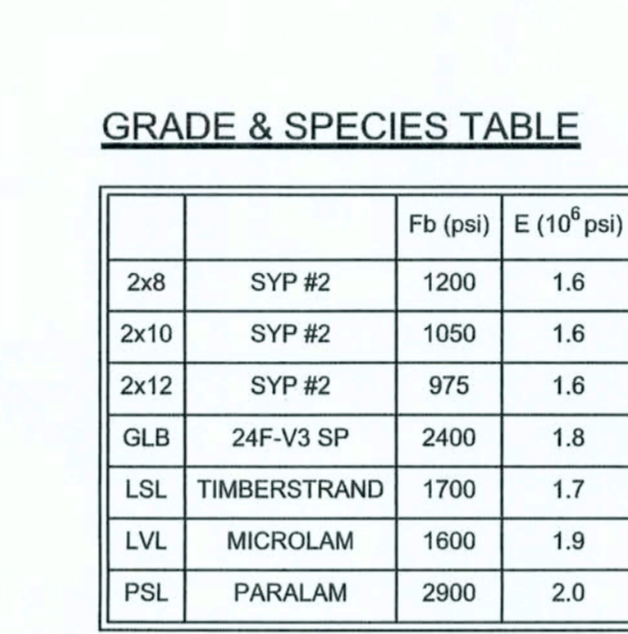 GRADE & SPECIES TABLE
Fb (psi) E (10⁶ psi)
2x8 SYP #2 1200 1.6
2x10 SYP #2 1050 1.6
2x12 SYP #2 975 1.6
GLB 24F-V3 SP 2400 1.8
LSL TIMBERSTRAND 1700 1.7
LVL MICROLAM 1600 1.9
PSL PARALAM 2900 2.0